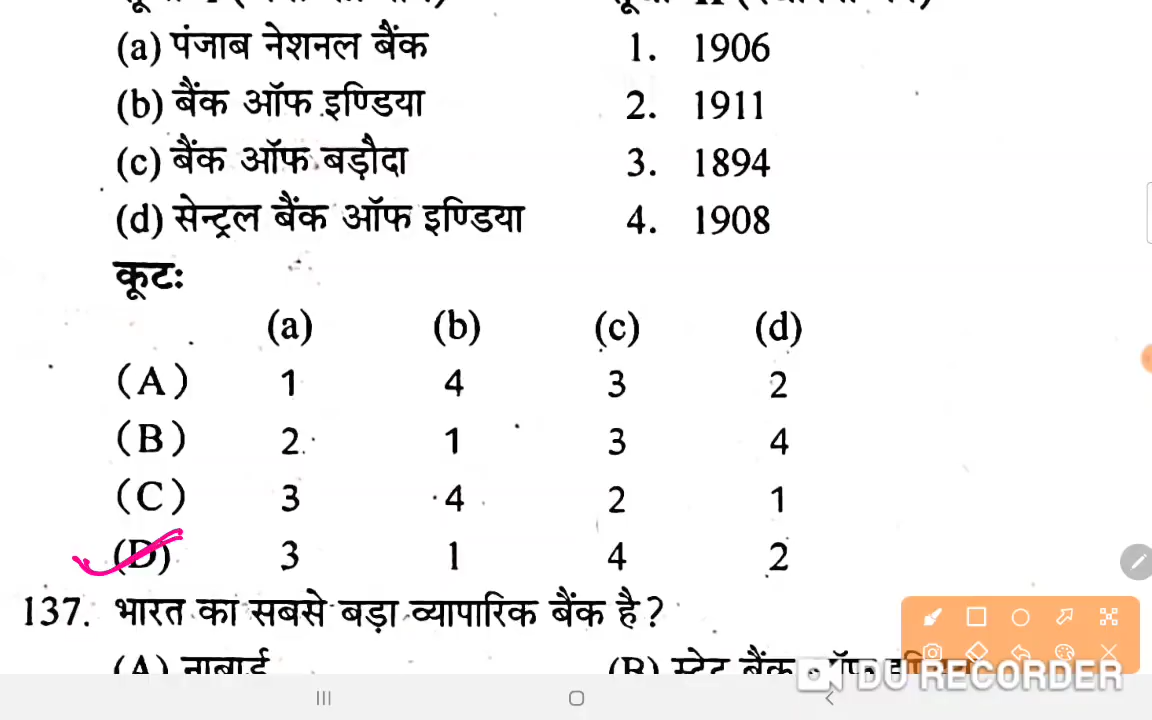 (a) पंजाब नेशनल बैंक 1. 1906
(b) बैंक ऑफ इण्डिया 2. 1911
(c) बैंक ऑफ बड़ौदा 3. 1894
(d) सेन्ट्रल बैंक ऑफ इण्डिया 4. 1908
कूटः
(a) (b) (c) (d)
(A) 1 4 3 2
(B) 2 1 3 4
(C) 3 4 2 1
(D) 3 1 4 2
137. भारत का सबसे बड़ा व्यापारिक बैंक है?
(A) नाबार्ड (B) स्टेट बैंक ऑफ
DU RECORDER